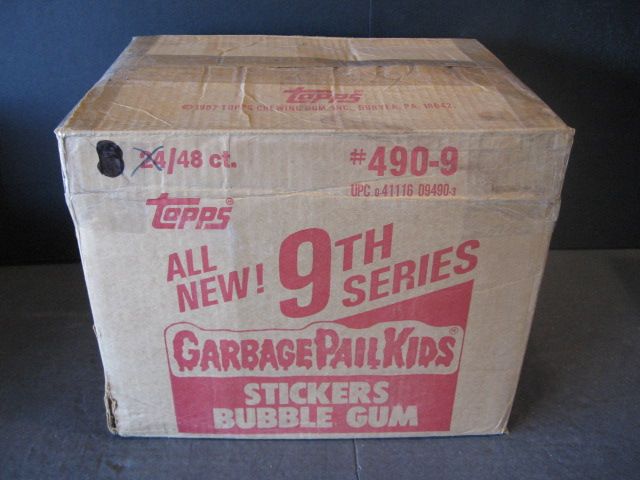 TOPPS
©1987 TOPPS CHEWING GUM, INC., DURYEA, PA. 18642
24/48 ct.
#490-9
UPC 0-41116 09490-3
TOPPS®
ALL NEW! 9TH SERIES
GARBAGE PAIL KIDS®
STICKERS
BUBBLE GUM